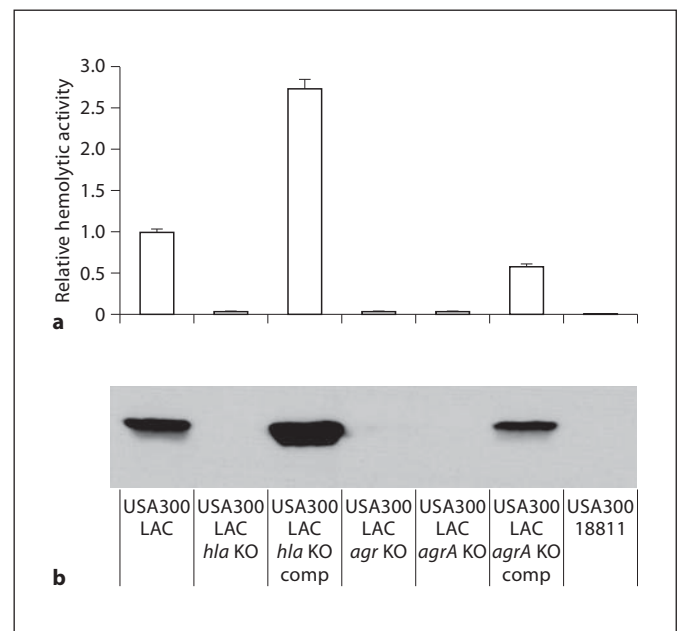 3.0
2.5
2.0
1.5
1.0
0.5
0
Relative hemolytic activity
a
USA300 LAC
USA300 LAC hla KO
USA300 LAC hla KO comp
USA300 LAC agr KO
USA300 LAC agrA KO
USA300 LAC agrA KO comp
USA300 18811
b